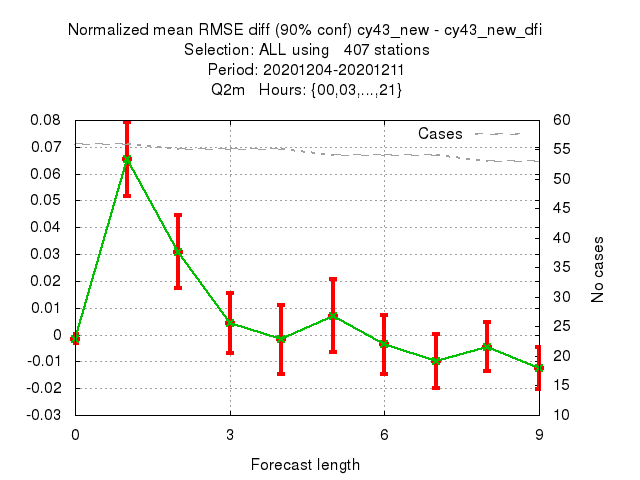 Normalized mean RMSE diff (90% conf) cy43_new - cy43_new_dfi
Selection: ALL using   407 stations
Period: 20201204-20201211
Q2m   Hours: {00,03,...,21}
Cases
0.08
0.07
0.06
0.05
0.04
0.03
0.02
0.01
0
-0.01
-0.02
-0.03
60
55
50
45
40
35
30
25
20
15
10
No cases
0 3 6 9
Forecast length